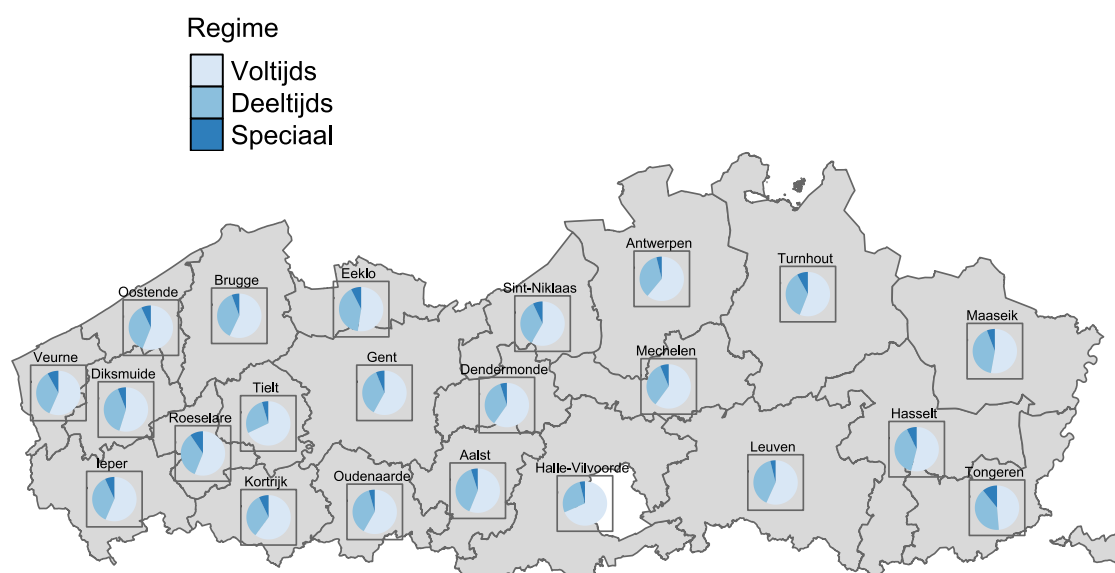 Regime
Voltijds
Deeltijds
Speciaal
Antwerpen
Turnhout
Eeklo
Brugge
Oostende
Sint-Niklaas
Maaseik
Veurne
Gent
Mechelen
Diksmuide
Dendermonde
Tielt
Roeselare
Hasselt
Ieper
Aalst
Leuven
Halle-Vilvoorde
Tongeren
Oudenaarde
Kortrijk